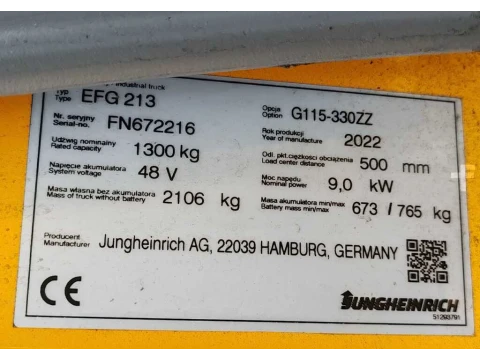 industrial truck
Typ
Type EFG 213
Opcja
Option G115-330ZZ
Nr. seryjny
Serial-no. FN672216
Rok produkcji
Year of manufacture 2022
Udźwig nominalny
Rated capacity 1300 kg
Odl. pkt.ciężkości obciążenia
Load center distance 500 mm
Napięcie akumulatora
System voltage 48 V
Moc napędu
Nominal power 9,0 kW
Masa własna bez akumulatora
Mass of truck without battery 2106 kg
Masa akumulatora min/max
Battery mass min/max 673 / 765 kg
Producent
Manufacturer Jungheinrich AG, 22039 HAMBURG, GERMANY
CE
JUNGHEINRICH
51293791